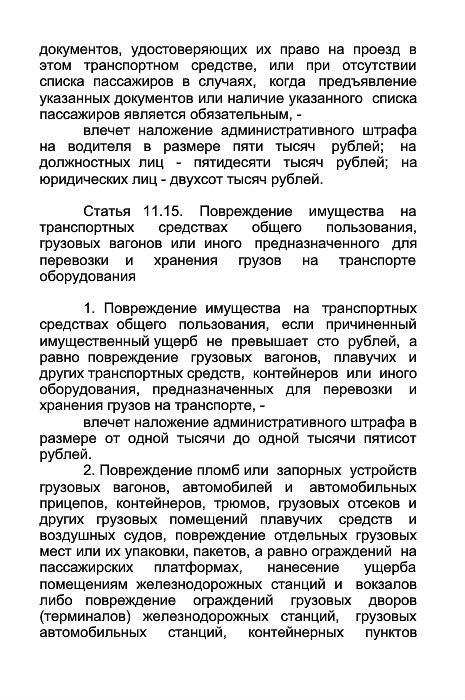 документов, удостоверяющих их право на проезд в
этом транспортном средстве, или при отсутствии
списка пассажиров в случаях, когда предъявление
указанных документов или наличие указанного списка
пассажиров является обязательным, -
влечет наложение административного штрафа
на водителя в размере пяти тысяч рублей; на
должностных лиц - пятидесяти тысяч рублей; на
юридических лиц - двухсот тысяч рублей.
Статья 11.15. Повреждение имущества на
транспортных средствах общего пользования,
грузовых вагонов или иного предназначенного для
перевозки и хранения грузов на транспорте
оборудования
1. Повреждение имущества на транспортных
средствах общего пользования, если причиненный
имущественный ущерб не превышает сто рублей, а
равно повреждение грузовых вагонов, плавучих и
других транспортных средств, контейнеров или иного
оборудования, предназначенных для перевозки и
хранения грузов на транспорте, -
влечет наложение административного штрафа в
размере от одной тысячи до одной тысячи пятисот
рублей.
2. Повреждение пломб или запорных устройств
грузовых вагонов, автомобилей и автомобильных
прицепов, контейнеров, трюмов, грузовых отсеков и
других грузовых помещений плавучих средств и
воздушных судов, повреждение отдельных грузовых
мест или их упаковки, пакетов, а равно ограждений на
пассажирских платформах, нанесение ущерба
помещениям железнодорожных станций и вокзалов
либо повреждение ограждений грузовых дворов
(терминалов) железнодорожных станций, грузовых
автомобильных станций, контейнерных пунктов